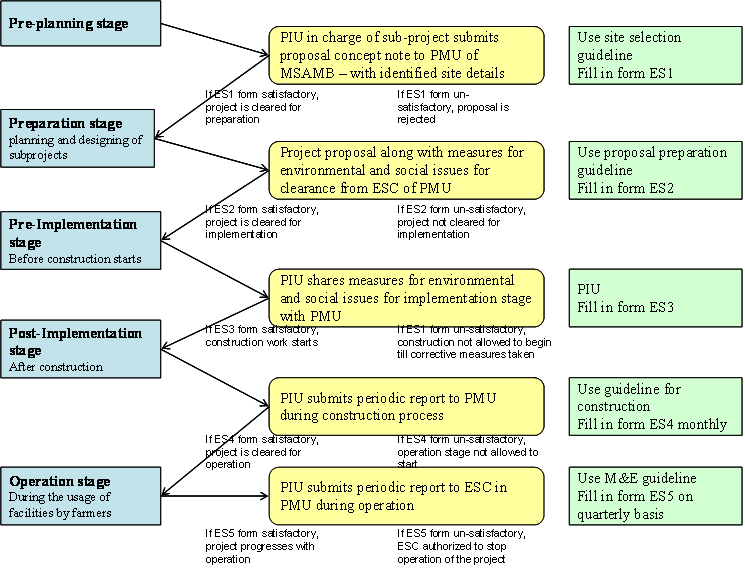 Pre-planning stage
PIU in charge of sub-project submits
proposal concept note to PMU of
MSAMB – with identified site details
Use site selection
guideline
Fill in form ES1
If ES1 form satisfactory,
project is cleared for
preparation
If ES1 form un-
satisfactory, proposal is
rejected
Preparation stage
planning and designing of
subprojects
Project proposal along with measures for
environmental and social issues for
clearance from ESC of PMU
Use proposal preparation
guideline
Fill in form ES2
If ES2 form satisfactory,
project is cleared for
implementation
If ES2 form un-satisfactory,
project not cleared for
implementation
Pre-Implementation
stage
Before construction starts
PIU shares measures for environmental
and social issues for implementation stage
with PMU
PIU
Fill in form ES3
If ES3 form satisfactory,
construction work starts
If ES1 form un-satisfactory,
construction not allowed to begin
till corrective measures taken
Post-Implementation
stage
After construction
PIU submits periodic report to PMU
during construction process
Use guideline for
construction
Fill in form ES4 monthly
If ES4 form satisfactory,
project is cleared for
operation
If ES4 form un-satisfactory,
operation stage not allowed to
start
Operation stage
During the usage of
facilities by farmers
PIU submits periodic report to ESC in
PMU during operation
Use M&E guideline
Fill in form ES5 on
quarterly basis
If ES5 form satisfactory,
project progresses with
operation
If ES5 form un-satisfactory,
ESC authorized to stop
operation of the project